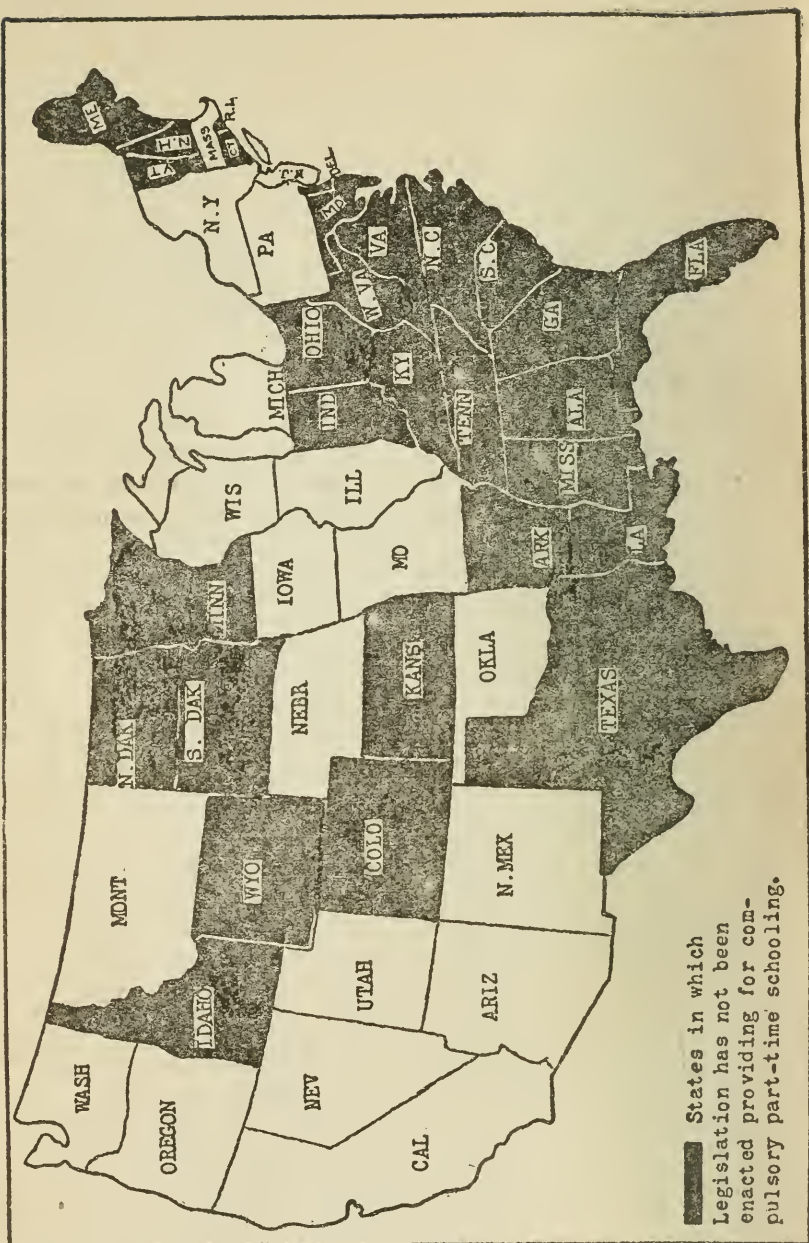 WASH
OREGON
CAL
NEV
IDAHO
MONT.
WYO
UTAH
ARIZ
COLO
N.MEX
N.DAK
S. DAK
NEBR
KANS
OKLA
TEXAS
MINN
IOWA
MO
ARK
LA
WIS
ILL
MICH
IND
OHIO
KY
TENN
MISS
ALA
GA
FLA
S.C
N.C
VA
W.VA
MD
DEL
PA
N.J
N.Y
VT
N.H
ME
MASS
CT
R.I.
States in which
Legislation has not been
enacted providing for com-
pulsory part-time schooling.